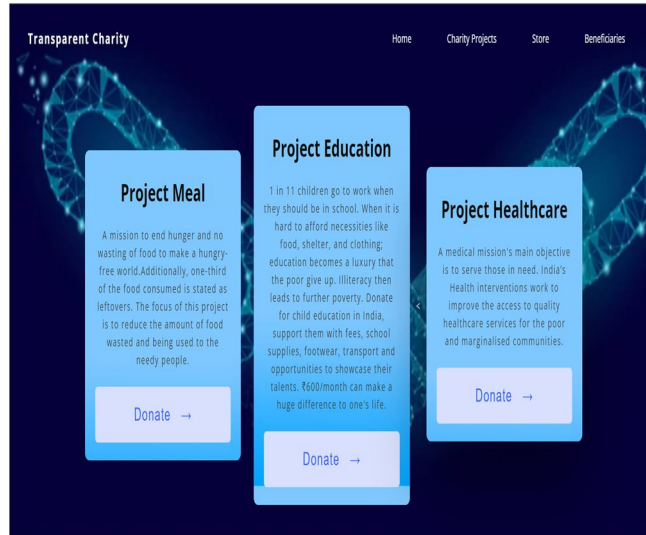 Transparent Charity
Home
Charity Projects
Store
Beneficiaries
Project Meal
A mission to end hunger and no
wasting of food to make a hungry-
free world.Additionally, one-third
of the food consumed is stated as
leftovers. The focus of this project
is to reduce the amount of food
wasted and being used to the
needy people.
Donate →
Project Education
1 in 11 children go to work when
they should be in school. When it is
hard to afford necessities like
food, shelter, and clothing;
education becomes a luxury that
the poor give up. Illiteracy then
leads to further poverty. Donate
for child education in India,
support them with fees, school
supplies, footwear, transport and
opportunities to showcase their
talents. ₹600/month can make a
huge difference to one's life.
Donate →
Project Healthcare
A medical mission's main objective
is to serve those in need. India's
Health interventions work to
improve the access to quality
healthcare services for the poor
and marginalised communities.
Donate →